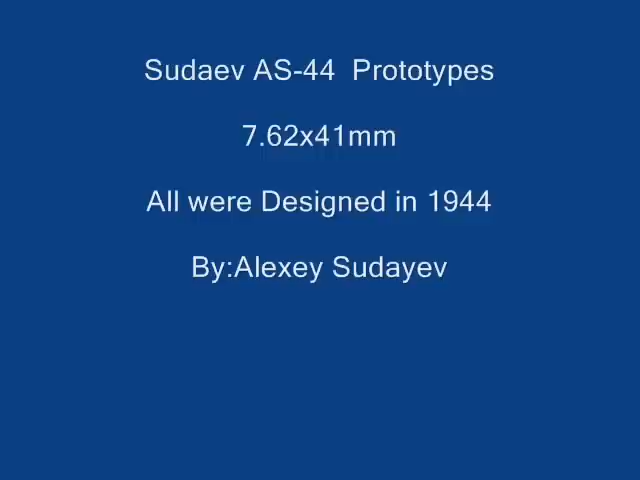 Sudaev AS-44  Prototypes
7.62x41mm
All were Designed in 1944
By:Alexey Sudayev